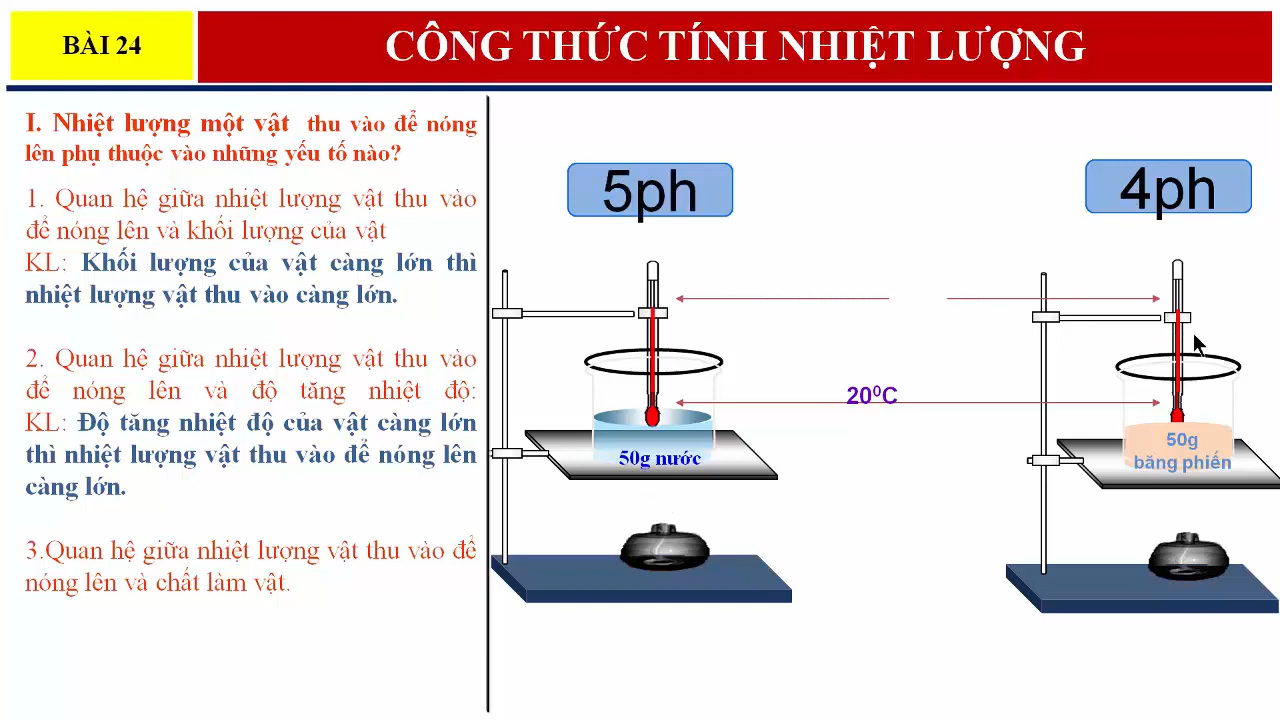 BÀI 24
CÔNG THỨC TÍNH NHIỆT LƯỢNG
I. Nhiệt lượng một vật thu vào để nóng
lên phụ thuộc vào những yếu tố nào?
1. Quan hệ giữa nhiệt lượng vật thu vào
để nóng lên và khối lượng của vật
KL: Khối lượng của vật càng lớn thì
nhiệt lượng vật thu vào càng lớn.
2. Quan hệ giữa nhiệt lượng vật thu vào
để nóng lên và độ tăng nhiệt độ:
KL: Độ tăng nhiệt độ của vật càng lớn
thì nhiệt lượng vật thu vào để nóng lên
càng lớn.
3.Quan hệ giữa nhiệt lượng vật thu vào để
nóng lên và chất làm vật.
5ph
4ph
20⁰C
50g nước
50g
băng phiến